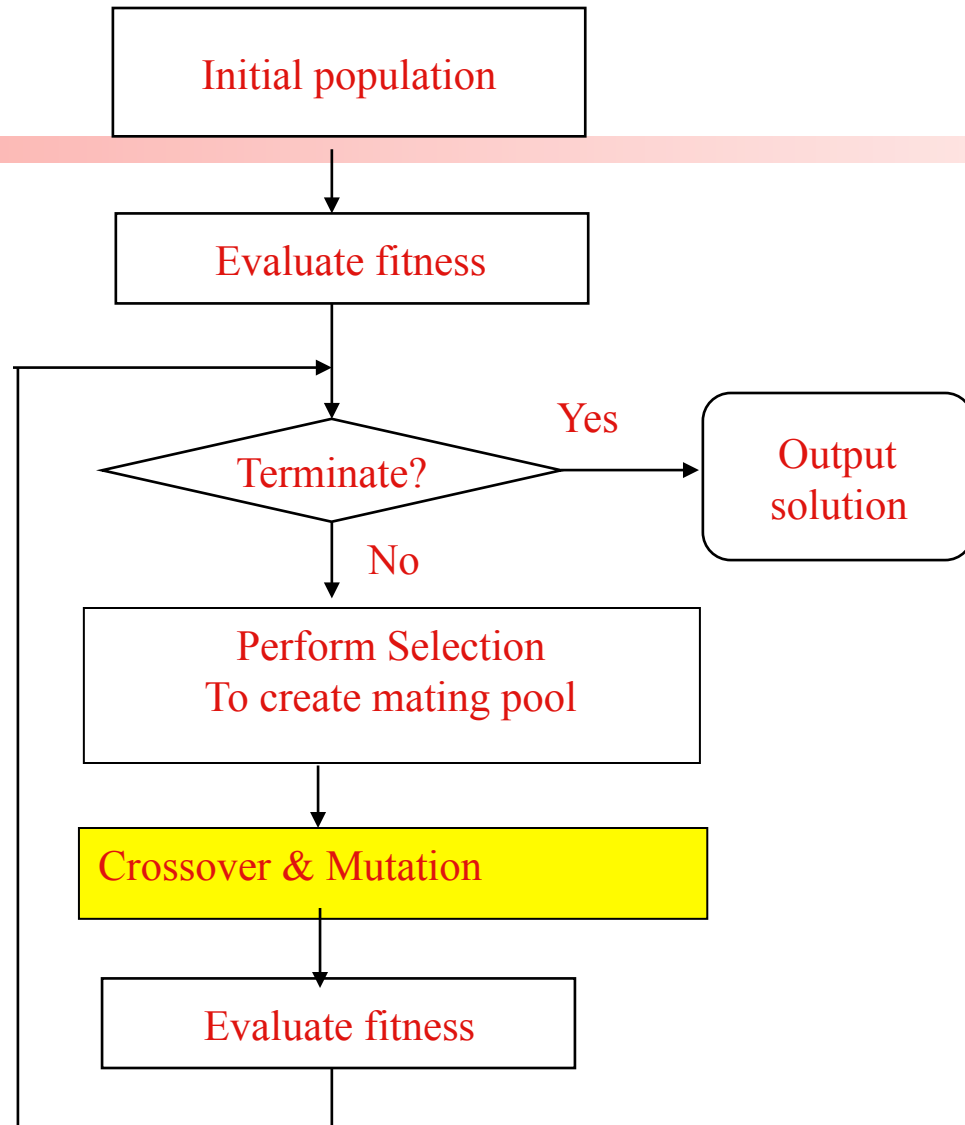 Initial population
Evaluate fitness
Terminate?
Yes
Output
solution
No
Perform Selection
To create mating pool
Crossover & Mutation
Evaluate fitness